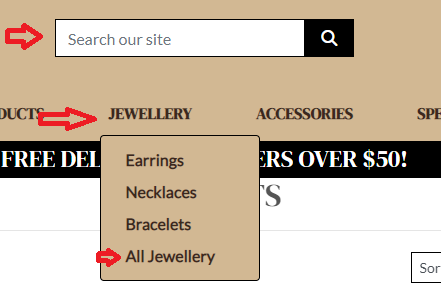 Search our site
DUCTS JEWELLERY ACCESSORIES SPE
FREE DEL ERS OVER $50!
Earrings
Necklaces
TS
Bracelets
All Jewellery
Sor